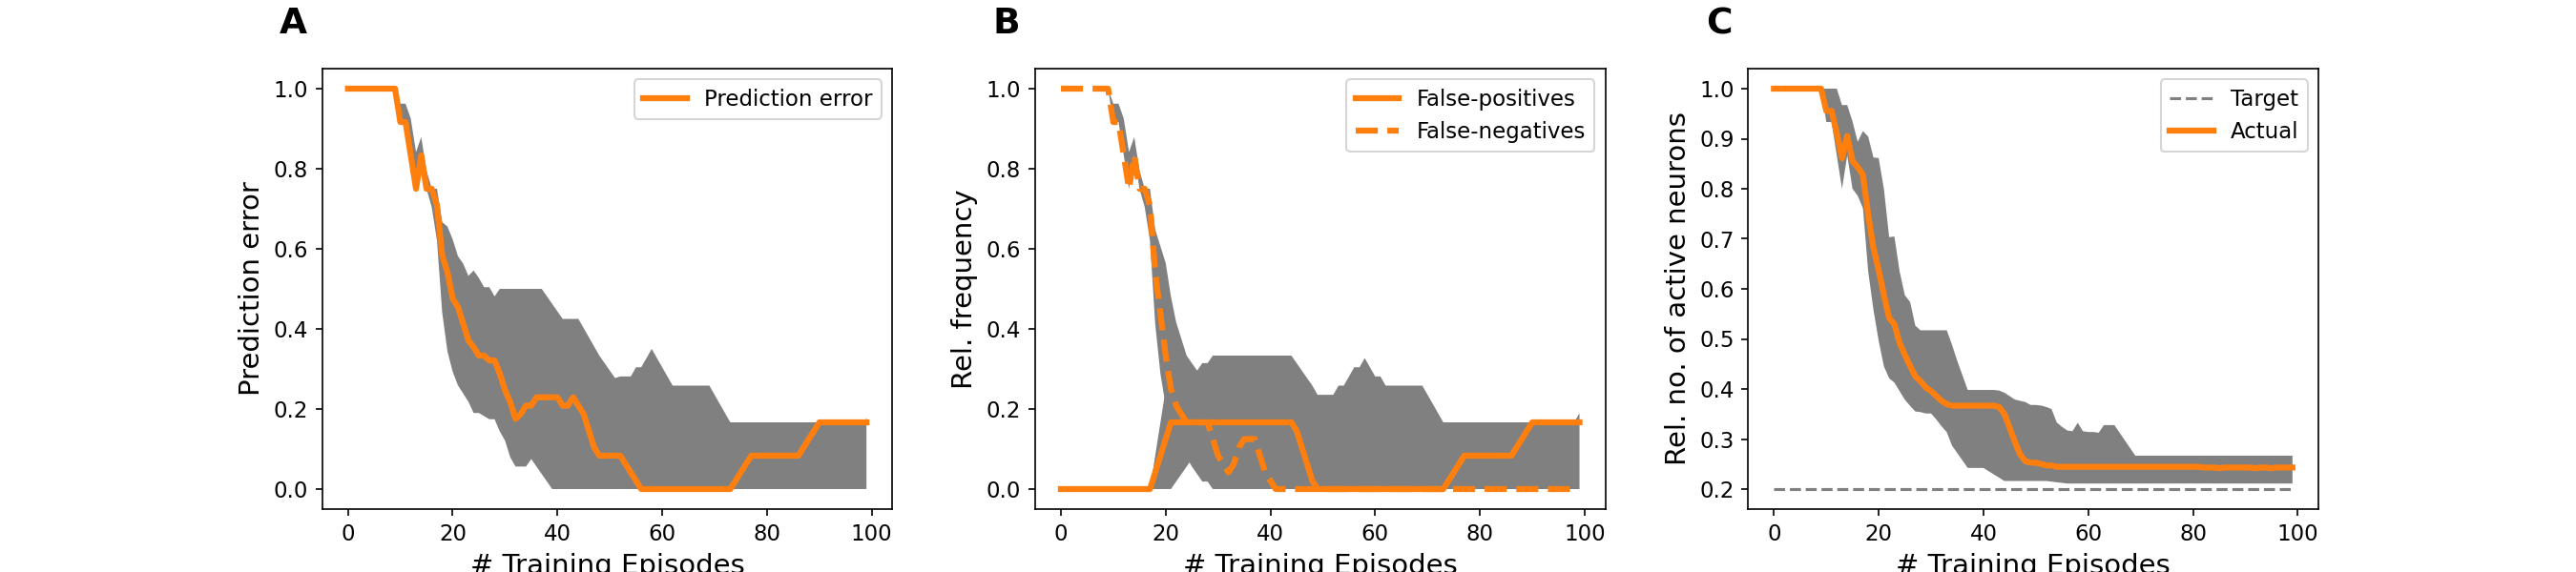 A
B
C
Prediction error
1.0
0.8
0.6
0.4
0.2
0.0
Prediction error
0
20
40
60
80
100
# Training Episodes
False-positives
False-negatives
1.0
0.8
0.6
0.4
0.2
0.0
Rel. frequency
0
20
40
60
80
100
# Training Episodes
Target
Actual
1.0
0.9
0.8
0.7
0.6
0.5
0.4
0.3
0.2
Rel. no. of active neurons
0
20
40
60
80
100
# Training Episodes